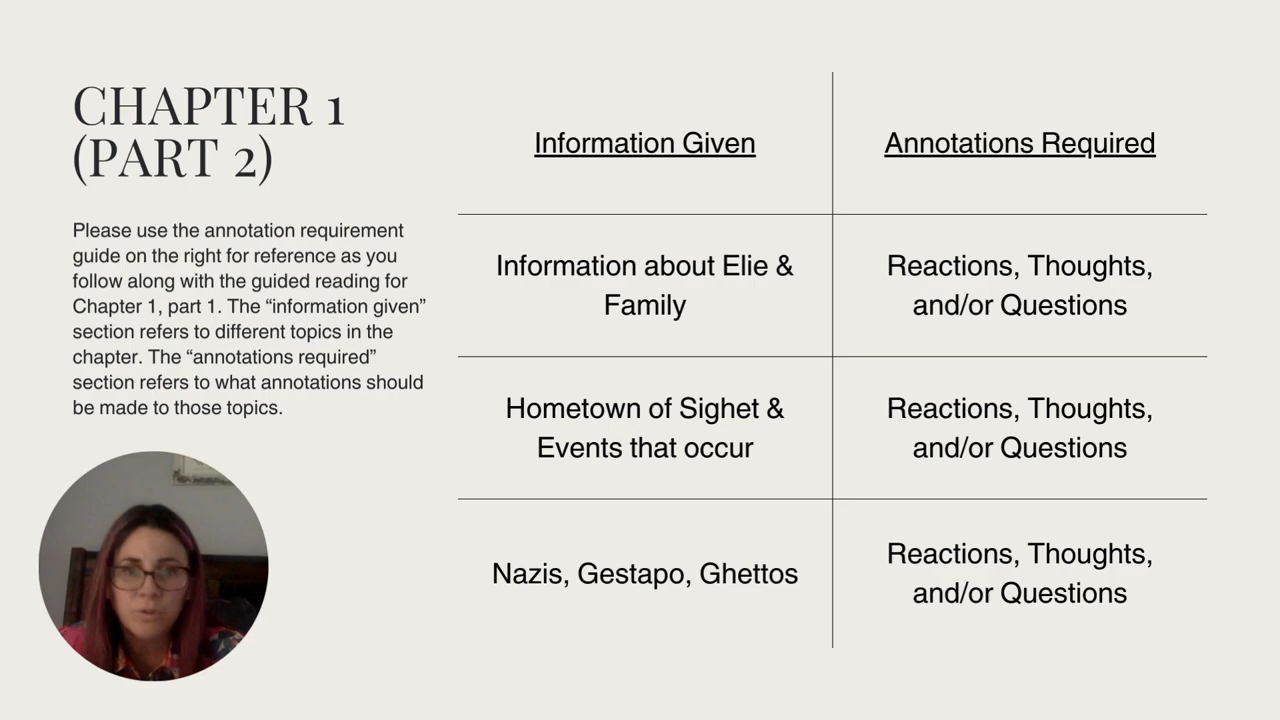 CHAPTER 1
(PART 2)
Please use the annotation requirement
guide on the right for reference as you
follow along with the guided reading for
Chapter 1, part 1. The “information given”
section refers to different topics in the
chapter. The “annotations required”
section refers to what annotations should
be made to those topics.
Information Given
Annotations Required
Information about Elie &
Family
Reactions, Thoughts,
and/or Questions
Hometown of Sighet &
Events that occur
Reactions, Thoughts,
and/or Questions
Nazis, Gestapo, Ghettos
Reactions, Thoughts,
and/or Questions